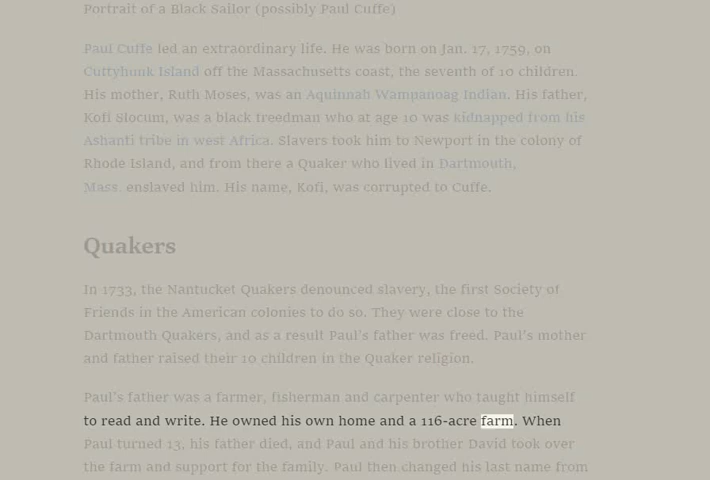 Portrait of a Black Sailor (possibly Paul Cuffe)
Paul Cuffe led an extraordinary life. He was born on Jan. 17, 1759, on
Cuttyhunk Island off the Massachusetts coast, the seventh of 10 children.
His mother, Ruth Moses, was an Aquinnah Wampanoag Indian. His father,
Kofi Slocum, was a black freedman who at age 10 was kidnapped from his
Ashanti tribe in west Africa. Slavers took him to Newport in the colony of
Rhode Island, and from there a Quaker who lived in Dartmouth,
Mass. enslaved him. His name, Kofi, was corrupted to Cuffe.
Quakers
In 1733, the Nantucket Quakers denounced slavery, the first Society of
Friends in the American colonies to do so. They were close to the
Dartmouth Quakers, and as a result Paul's father was freed. Paul's mother
and father raised their 10 children in the Quaker religion.
Paul's father was a farmer, fisherman and carpenter who taught himself
to read and write. He owned his own home and a 116-acre farm. When
Paul turned 13, his father died, and Paul and his brother David took over
the farm and support for the family. Paul then changed his last name from